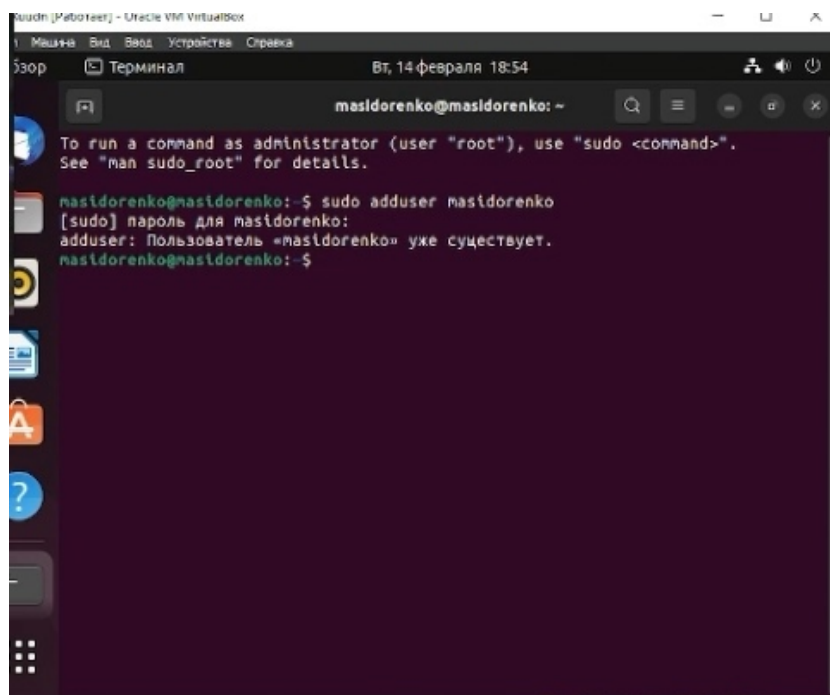 [Работает] - Oracle VM VirtualBox
Машина Вид Ввод Устройства Справка
Терминал Вт, 14 февраля 18:54
masidorenko@masidorenko: ~
To run a command as administrator (user "root"), use "sudo <command>".
See "man sudo_root" for details.
masidorenko@masidorenko:~$ sudo adduser masidorenko
[sudo] пароль для masidorenko:
adduser: Пользователь «masidorenko» уже существует.
masidorenko@masidorenko:~$